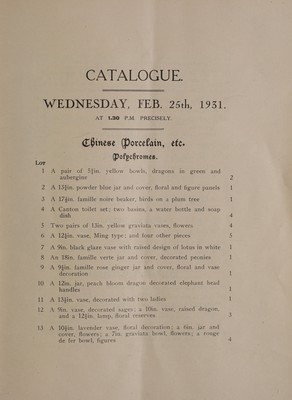 CATALOGUE.
WEDNESDAY, FEB. 25th, 1931.
AT 1.30 P.M. PRECISELY.
Chinese Porcelain, etc.
Polychromes.
Lot
1 A pair of 5¾in. yellow bowls, dragons in green and
aubergine 2
2 A 13½in. powder blue jar and cover, floral and figure panels 1
3 A 17½in. famille noire beaker, birds on a plum tree 1
4 A Canton toilet set; two basins, a water bottle and soap
dish 4
5 Two pairs of 13in. yellow graviata vases, flowers 4
6 A 12½in. vase, Ming type; and four other pieces 5
7 A 9in. black glaze vase with raised design of lotus in white 1
8 An 18in. famille verte jar and cover, decorated peonies 1
9 A 9½in. famille rose ginger jar and cover, floral and vase
decoration 1
10 A 12in. jar, peach bloom dragon decorated elephant head
handles 1
11 A 15½in. vase, decorated with two ladies 1
12 A 9in. vase, decorated sages; a 10in. vase, raised dragon,
and a 12½in. lamp, floral reserves 3
13 A 10½in. lavender vase, floral decoration; a 6in. jar and
cover, flowers; a 7in. graviata bowl, flowers; a rouge
de fer bowl, figures 4